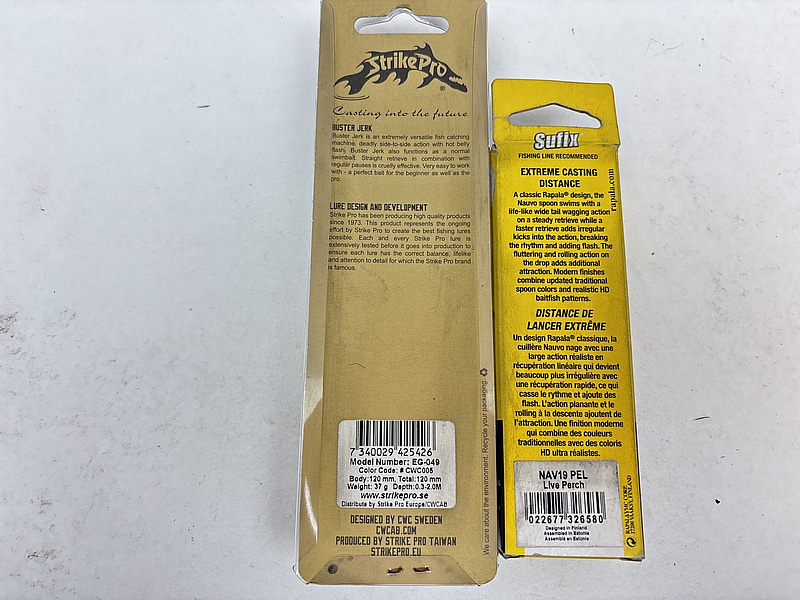 StrikePro
®
Casting into the future
BUSTER JERK
Buster Jerk is an extremely versatile fish catching
machine, deadly side-to-side action with hot belly
flash. Buster Jerk also functions as a normal
swimbait. Straight retrieve in combination with
regular pauses is cruelly effective. Very easy to work
with - a perfect bait for the beginner as well as the
pro.
LURE DESIGN AND DEVELOPMENT
Strike Pro has been producing high quality products
since 1973. This product represents the ongoing
effort by Strike Pro to create the best fishing lures
possible. Each and every Strike Pro lure is
extensively tested before it goes into production to
ensure each lure has the correct balance, lifelike
and attention to detail for which the Strike Pro brand
is famous.
We care about the environment. Recycle your packaging.
7 340029 425426
Model Number: EG-049
Color Code: # CWC005
Body:120 mm, Total:120 mm
Weight: 37 g Depth:0.3-2.0M
www.strikepro.se
Distribute by Strike Pro Europe/CWCAB
DESIGNED BY CWC SWEDEN
CWCAB.COM
PRODUCED BY STRIKE PRO TAIWAN
STRIKEPRO.EU
Sufix
FISHING LINE RECOMMENDED
rapala.com
EXTREME CASTING
DISTANCE
A classic Rapala® design, the
Nauvo spoon swims with a
life-like wide tail wagging action
on a steady retrieve while a
faster retrieve adds irregular
kicks into the action, breaking
the rhythm and adding flash. The
fluttering and rolling action on
the drop adds additional
attraction. Modern finishes
combine updated traditional
spoon colors and realistic HD
baitfish patterns.
DISTANCE DE
LANCER EXTRÊME
Un design Rapala® classique, la
cuillère Nauvo nage avec une
large action réaliste en
récupération linéaire qui devient
beaucoup plus irrégulière avec
une récupération rapide, ce qui
casse le rythme et ajoute des
flash. L'action planante et le
rolling à la descente ajoutent de
l'attraction. Une finition moderne
qui combine des couleurs
traditionnelles avec des coloris
HD ultra réalistes.
NAV19 PEL
Live Perch
022677 326580
Designed in Finland
Assembled in Estonia
Assemblé en Estonie
RAPALA VMC CORP.
17200 VÄÄKSY, FINLAND